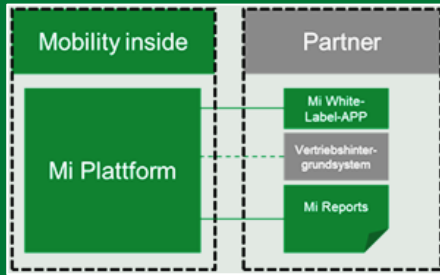 Mobility inside
Partner
Mi Plattform
Mi White-
Label-APP
Vertriebshinter-
grundsystem
Mi Reports